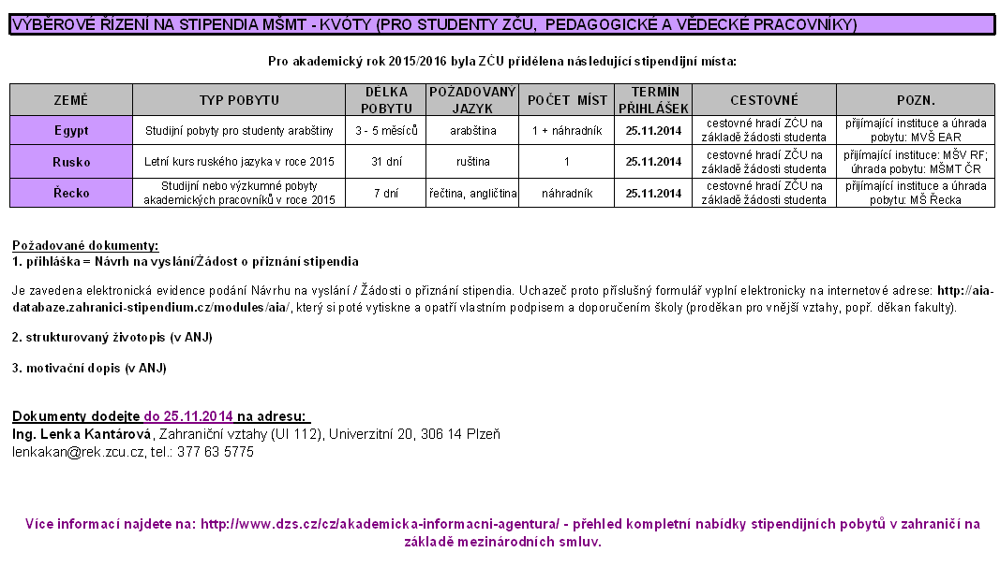 VÝBĚROVÉ ŘÍZENÍ NA STIPENDIA MŠMT - KVÓTY (PRO STUDENTY ZČU, PEDAGOGICKÉ A VĚDECKÉ PRACOVNÍKY)
Pro akademický rok 2015/2016 byla ZČU přidělena následující stipendijní místa:
ZEMĚ TYP POBYTU DÉLKA POBYTU POŽADOVANÝ JAZYK POČET MÍST TERMÍN PŘIHLÁŠEK CESTOVNÉ POZN.
Egypt Studijní pobyty pro studenty arabštiny 3 - 5 měsíců arabština 1 + náhradník 25.11.2014 cestovné hradí ZČU na základě žádosti studenta přijímající instituce a úhrada pobytu: MVŠ EAR
Rusko Letní kurs ruského jazyka v roce 2015 31 dní ruština 1 25.11.2014 cestovné hradí ZČU na základě žádosti studenta přijímající instituce: MŠV RF; úhrada pobytu: MŠMT ČR
Řecko Studijní nebo výzkumné pobyty akademických pracovníků v roce 2015 7 dní řečtina, angličtina náhradník 25.11.2014 cestovné hradí ZČU na základě žádosti studenta přijímající instituce a úhrada pobytu: MŠ Řecka
Požadované dokumenty:
1. přihláška = Návrh na vyslání/Žádost o přiznání stipendia
Je zavedena elektronická evidence podání Návrhu na vyslání / Žádosti o přiznání stipendia. Uchazeč proto příslušný formulář vyplní elektronicky na internetové adrese: http://aia-
databaze.zahranici-stipendium.cz/modules/aia/, který si poté vytiskne a opatří vlastním podpisem a doporučením školy (proděkan pro vnější vztahy, popř. děkan fakulty).
2. strukturovaný životopis (v ANJ)
3. motivační dopis (v ANJ)
Dokumenty dodejte do 25.11.2014 na adresu:
Ing. Lenka Kantárová, Zahraniční vztahy (UI 112), Univerzitní 20, 306 14 Plzeň
lenkakan@rek.zcu.cz, tel.: 377 63 5775
Více informací najdete na: http://www.dzs.cz/cz/akademicka-informacni-agentura/ - přehled kompletní nabídky stipendijních pobytů v zahraničí na
základě mezinárodních smluv.